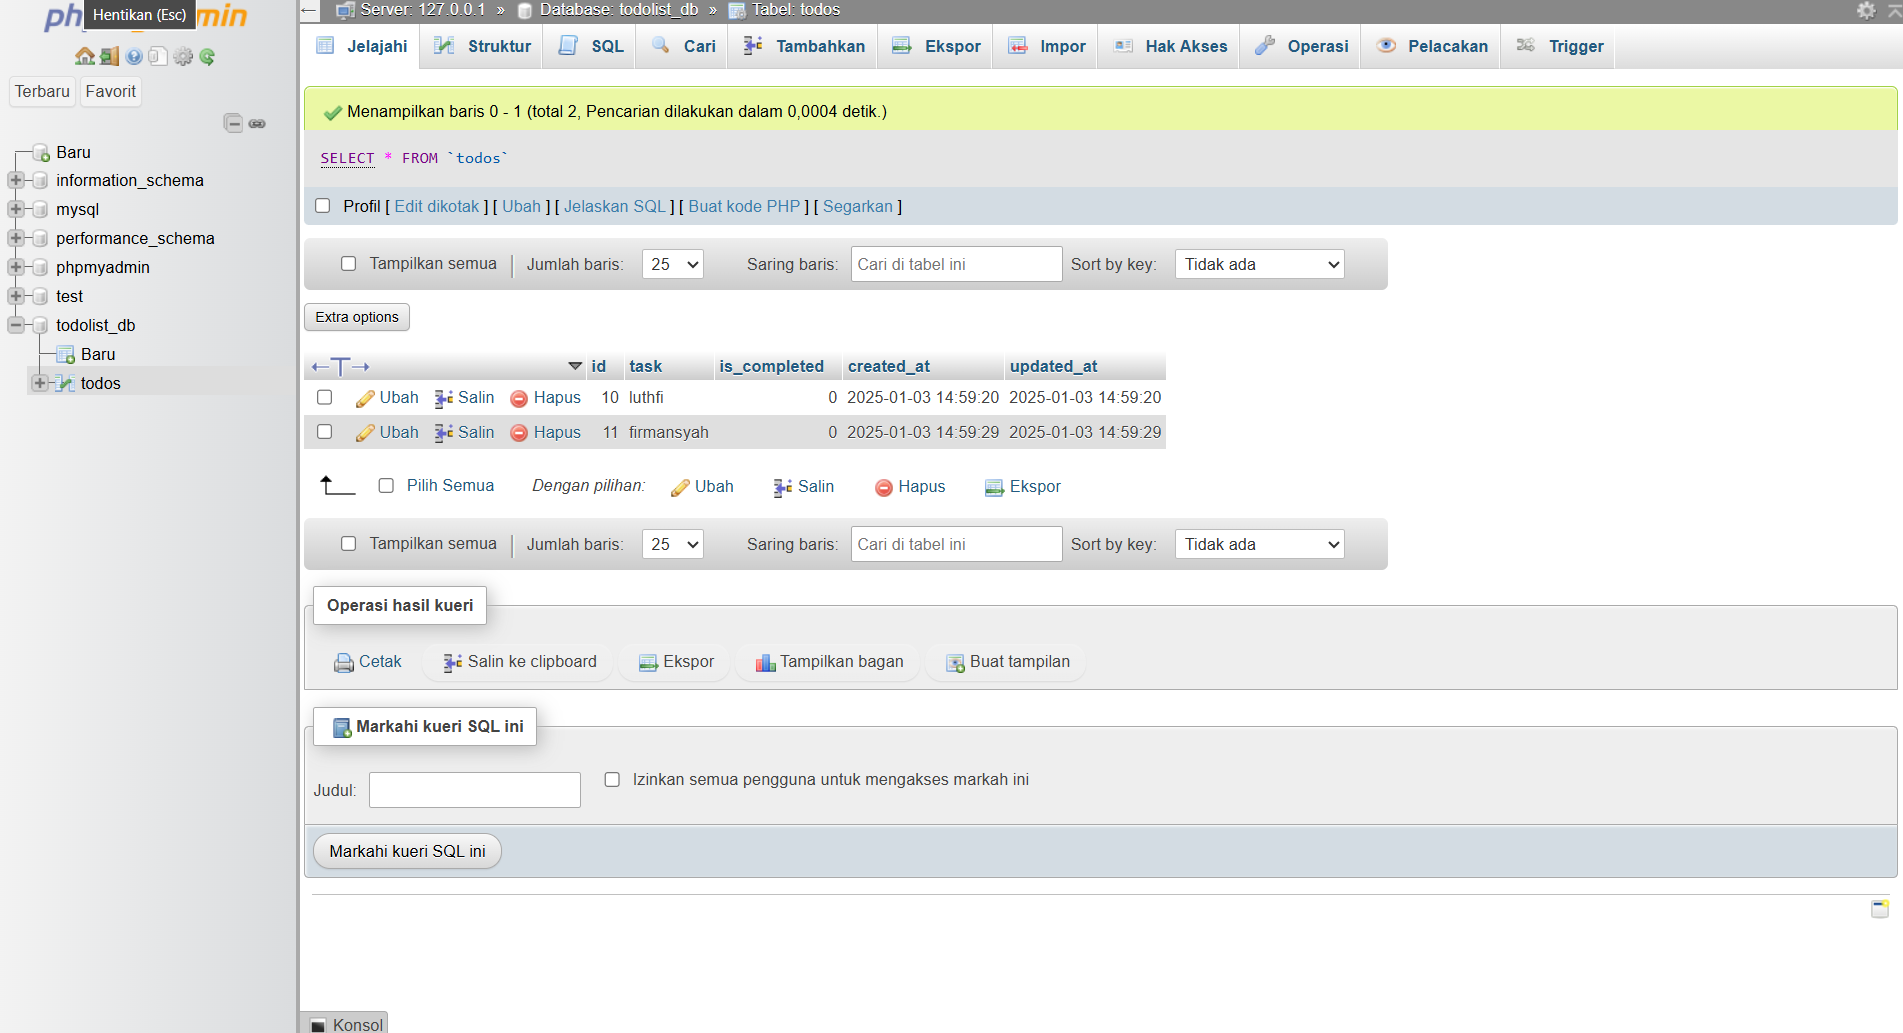 ph
min
Hentikan (Esc)
Terbaru Favorit
Baru
information_schema
mysql
performance_schema
phpmyadmin
test
todolist_db
Baru
todos
Server: 127.0.0.1 » Database: todolist_db » Tabel: todos
Jelajahi Struktur SQL Cari Tambahkan Ekspor Impor Hak Akses Operasi Pelacakan Trigger
Menampilkan baris 0 - 1 (total 2, Pencarian dilakukan dalam 0,0004 detik.)
SELECT * FROM `todos`
Profil [ Edit dikotak ] [ Ubah ] [ Jelaskan SQL ] [ Buat kode PHP ] [ Segarkan ]
Tampilkan semua Jumlah baris: 25 Saring baris: Cari di tabel ini Sort by key: Tidak ada
Extra options
←T→ id task is_completed created_at updated_at
Ubah Salin Hapus 10 luthfi 0 2025-01-03 14:59:20 2025-01-03 14:59:20
Ubah Salin Hapus 11 firmansyah 0 2025-01-03 14:59:29 2025-01-03 14:59:29
Pilih Semua Dengan pilihan: Ubah Salin Hapus Ekspor
Tampilkan semua Jumlah baris: 25 Saring baris: Cari di tabel ini Sort by key: Tidak ada
Operasi hasil kueri
Cetak Salin ke clipboard Ekspor Tampilkan bagan Buat tampilan
Markahi kueri SQL ini
Judul: Izinkan semua pengguna untuk mengakses markah ini
Markahi kueri SQL ini
Konsol